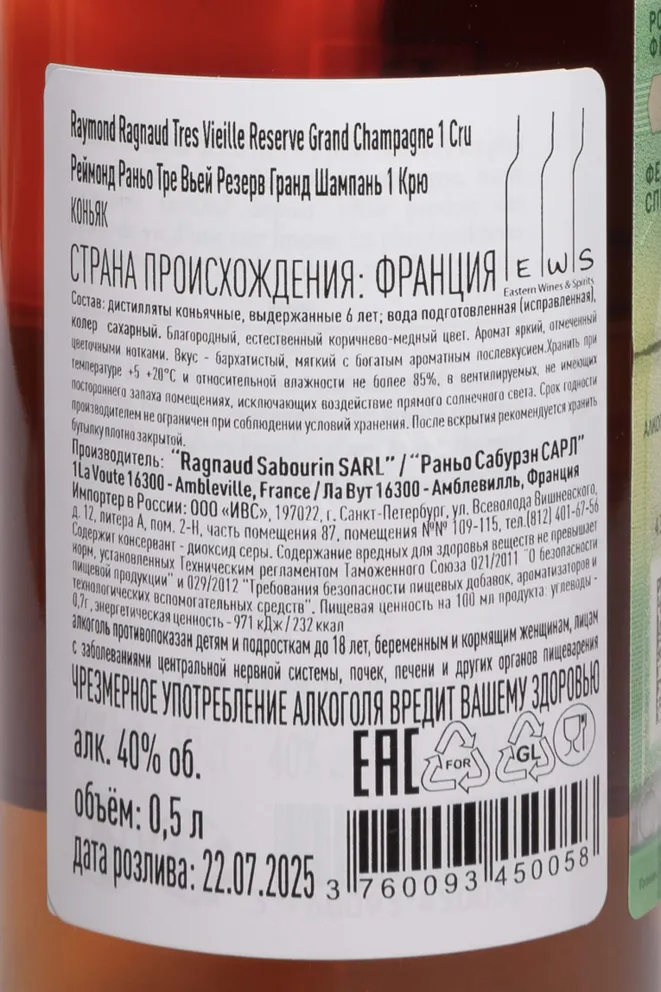 Raymond Ragnaud Tres Vieille Reserve Grand Champagne 1 Cru
Реймонд Раньо Тре Вьей Резерв Гранд Шампань 1 Крю
КОНЬЯК
СТРАНА ПРОИСХОЖДЕНИЯ: ФРАНЦИЯ
E W S
Eastern Wines & Spirits
Состав: дистилляты коньячные, выдержанные 6 лет; вода подготовленная (исправленная),
колер сахарный. Благородный, естественный коричнево-медный цвет. Аромат яркий, отмеченный
цветочными нотками. Вкус - бархатистый, мягкий с богатым ароматным послевкусием.Хранить при
температуре +5 +20°С и относительной влажности не более 85%, в вентилируемых, не имеющих
постороннего запаха помещениях, исключающих воздействие прямого солнечного света. Срок годности
производителем не ограничен при соблюдении условий хранения. После вскрытия рекомендуется хранить
бутылку плотно закрытой.
Производитель: "Ragnaud Sabourin SARL" / "Раньо Сабурэн САРЛ"
1La Voute 16300 - Ambleville, France / Ла Вут 16300 - Амблевилль, Франция
Импортер в России: ООО «ИВС», 197022, г. Санкт-Петербург, ул. Всеволода Вишневского,
д. 12, литера А, пом. 2-Н, часть помещения 87, помещения №№ 109-115, тел.(812) 401-67-56
Содержит консервант - диоксид серы. Содержание вредных для здоровья веществ не превышает
норм, установленных Техническим регламентом Таможенного Союза 021/2011 "О безопасности
пищевой продукции" и 029/2012 "Требования безопасности пищевых добавок, ароматизаторов и
технологических вспомогательных средств". Пищевая ценность на 100 мл продукта: углеводы -
0,7г, энергетическая ценность - 971 кДж / 232 ккал
алкоголь противопоказан детям и подросткам до 18 лет, беременным и кормящим женщинам, лицам
с заболеваниями центральной нервной системы, почек, печени и других органов пищеварения
ЧРЕЗМЕРНОЕ УПОТРЕБЛЕНИЕ АЛКОГОЛЯ ВРЕДИТ ВАШЕМУ ЗДОРОВЬЮ
алк. 40% об.
EAC
FOR
GL
объём: 0,5 л
дата розлива: 22.07.2025
3 760093 450058